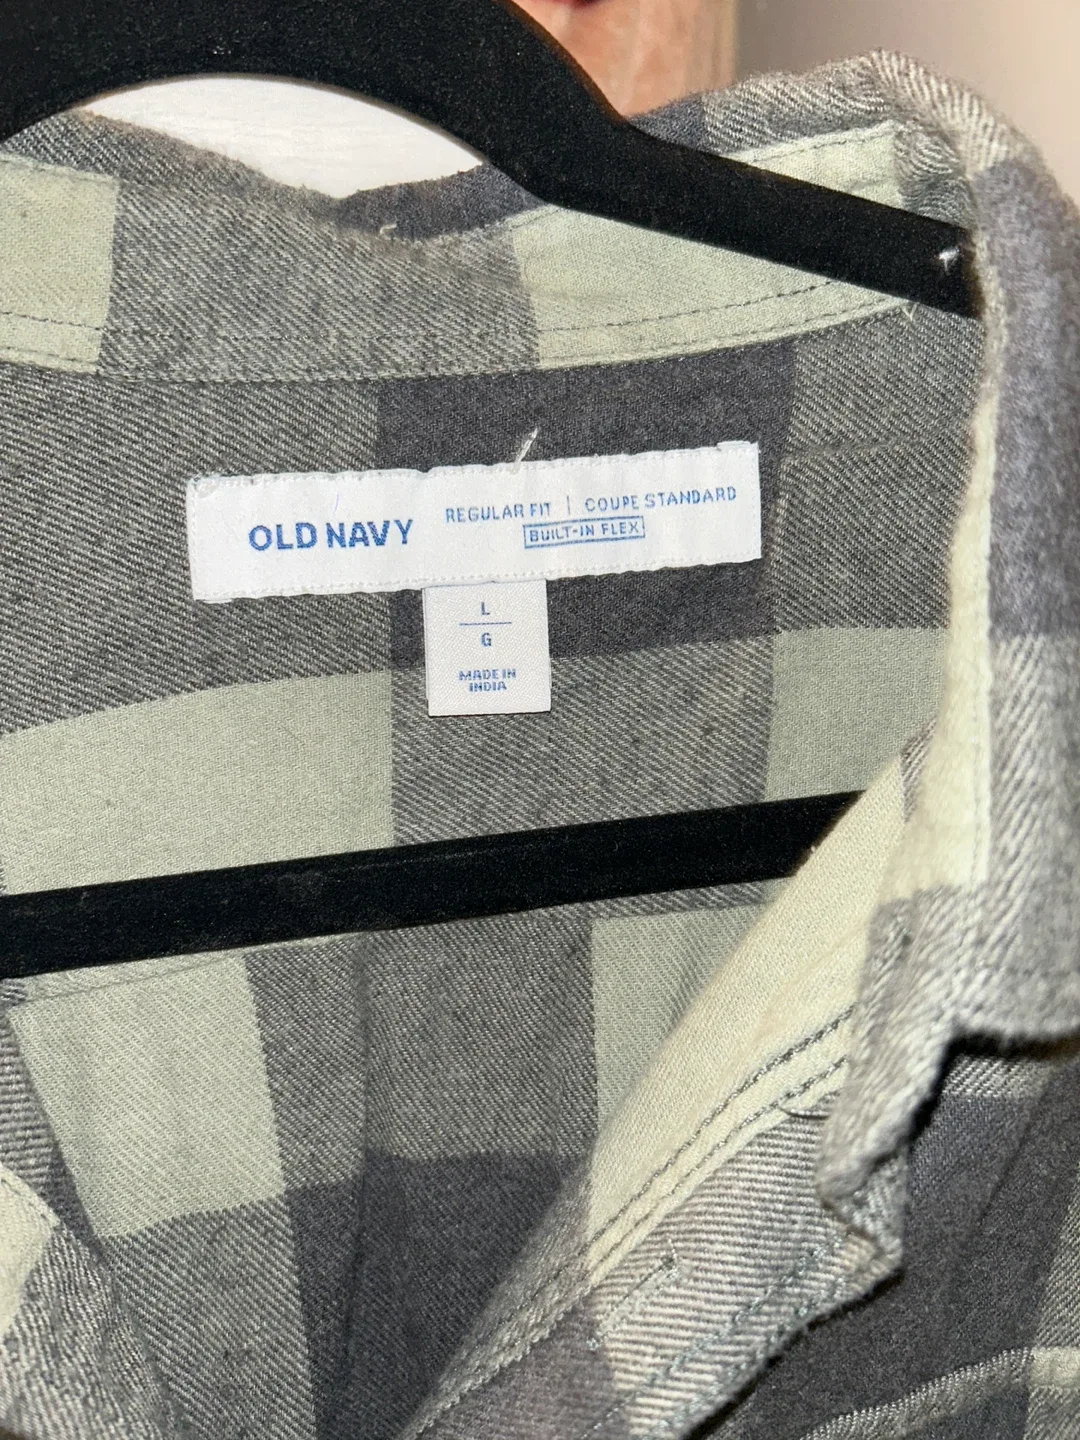 OLD NAVY
REGULAR FIT | COUPE STANDARD
BUILT-IN FLEX
L
G
MADE IN
INDIA